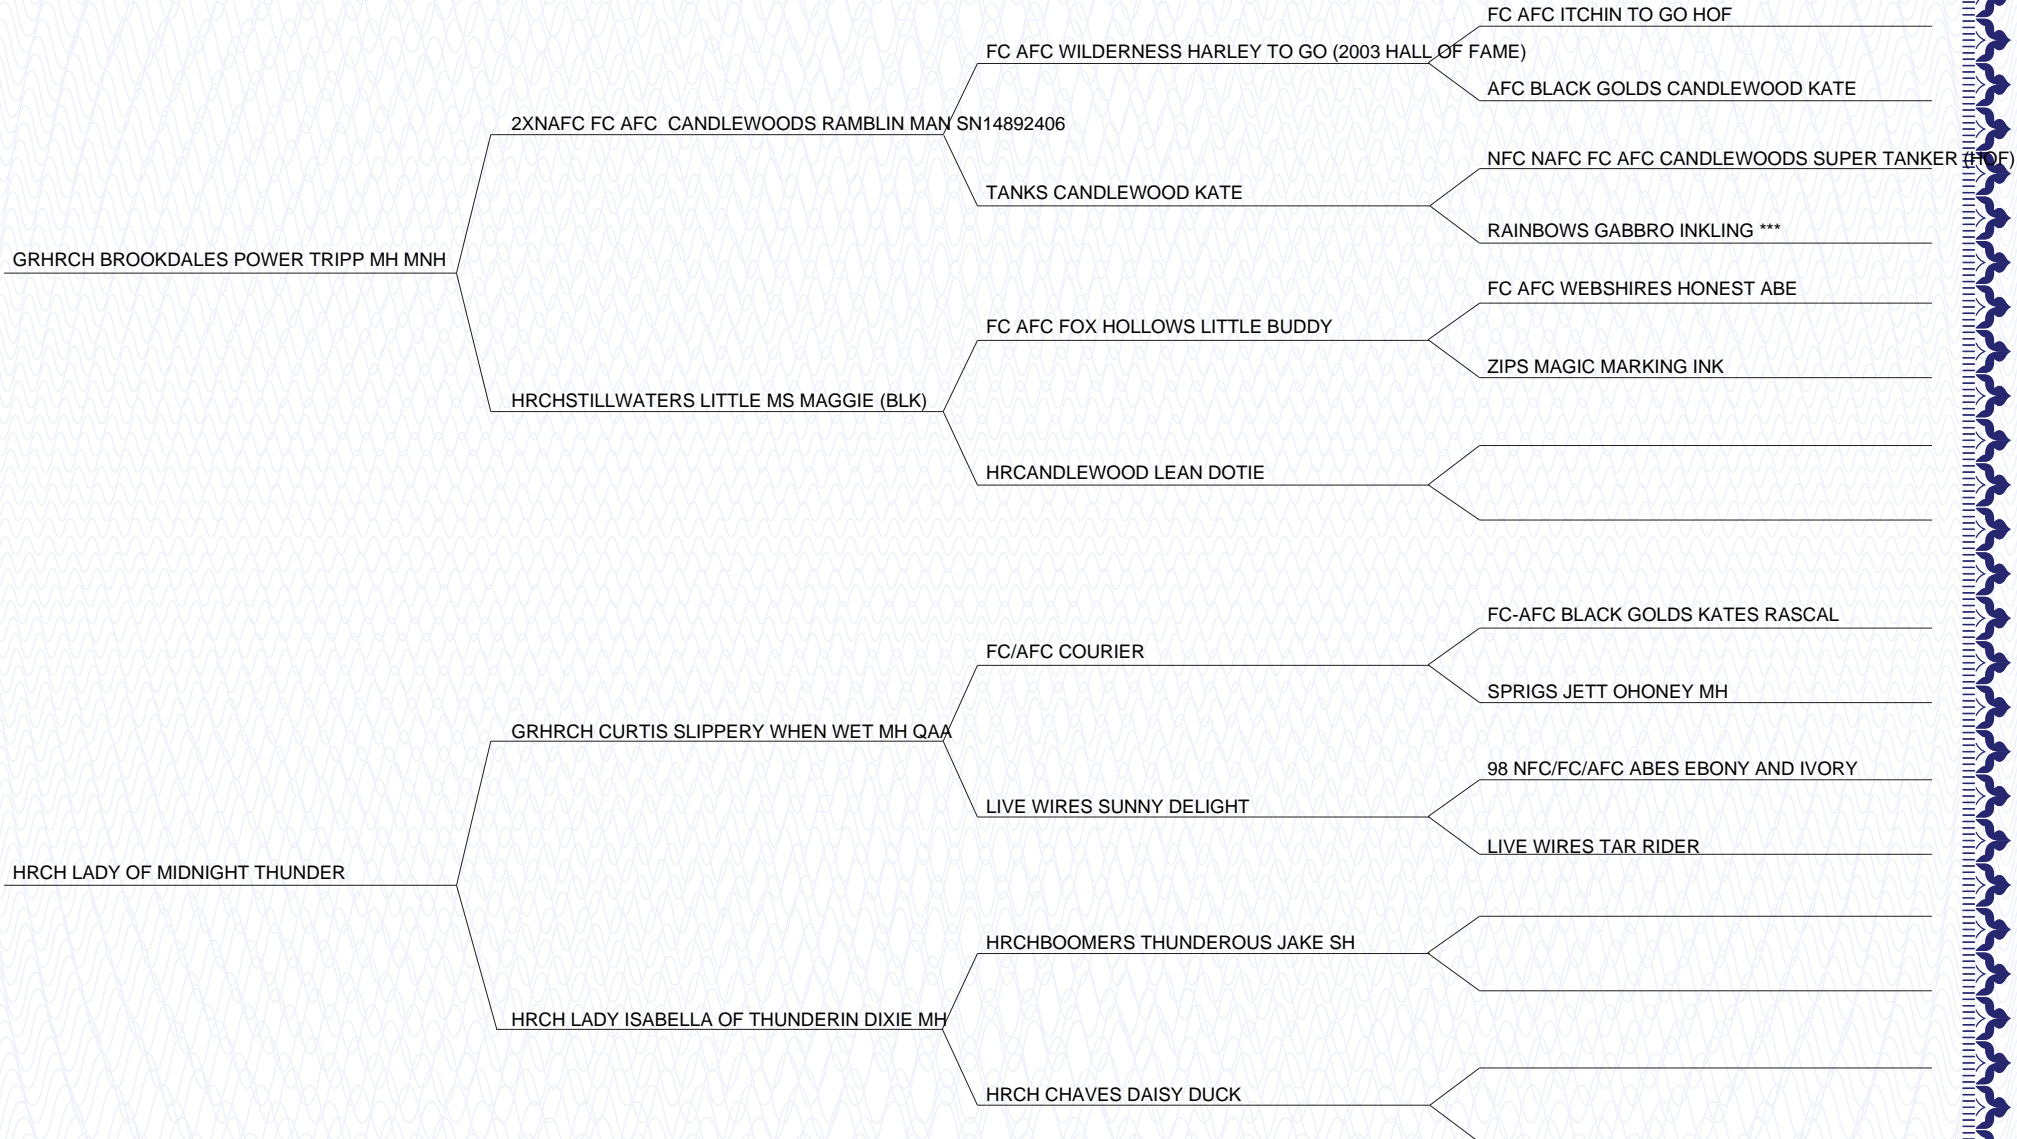 FC AFC ITCHIN TO GO HOF
FC AFC WILDERNESS HARLEY TO GO (2003 HALL OF FAME)
AFC BLACK GOLDS CANDLEWOOD KATE
2XNAFC FC AFC  CANDLEWOODS RAMBLIN MAN SN14892406
NFC NAFC FC AFC CANDLEWOODS SUPER TANKER (HOF)
TANKS CANDLEWOOD KATE
RAINBOWS GABBRO INKLING ***
GRHRCH BROOKDALES POWER TRIPP MH MNH
FC AFC WEBSHIRES HONEST ABE
FC AFC FOX HOLLOWS LITTLE BUDDY
ZIPS MAGIC MARKING INK
HRCHSTILLWATERS LITTLE MS MAGGIE (BLK)
HRCANDLEWOOD LEAN DOTIE
FC-AFC BLACK GOLDS KATES RASCAL
FC/AFC COURIER
SPRIGS JETT OHONEY MH
GRHRCH CURTIS SLIPPERY WHEN WET MH QAA
98 NFC/FC/AFC ABES EBONY AND IVORY
LIVE WIRES SUNNY DELIGHT
LIVE WIRES TAR RIDER
HRCH LADY OF MIDNIGHT THUNDER
HRCHBOOMERS THUNDEROUS JAKE SH
HRCH LADY ISABELLA OF THUNDERIN DIXIE MH
HRCH CHAVES DAISY DUCK